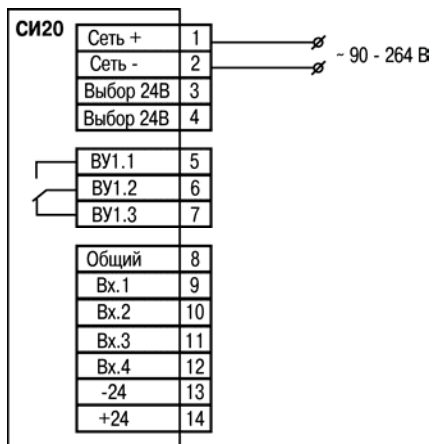 СИ20
Сеть + 1
Сеть - 2
~ 90 - 264 В
Выбор 24В 3
Выбор 24В 4
ВУ1.1 5
ВУ1.2 6
ВУ1.3 7
Общий 8
Вх.1 9
Вх.2 10
Вх.3 11
Вх.4 12
-24 13
+24 14